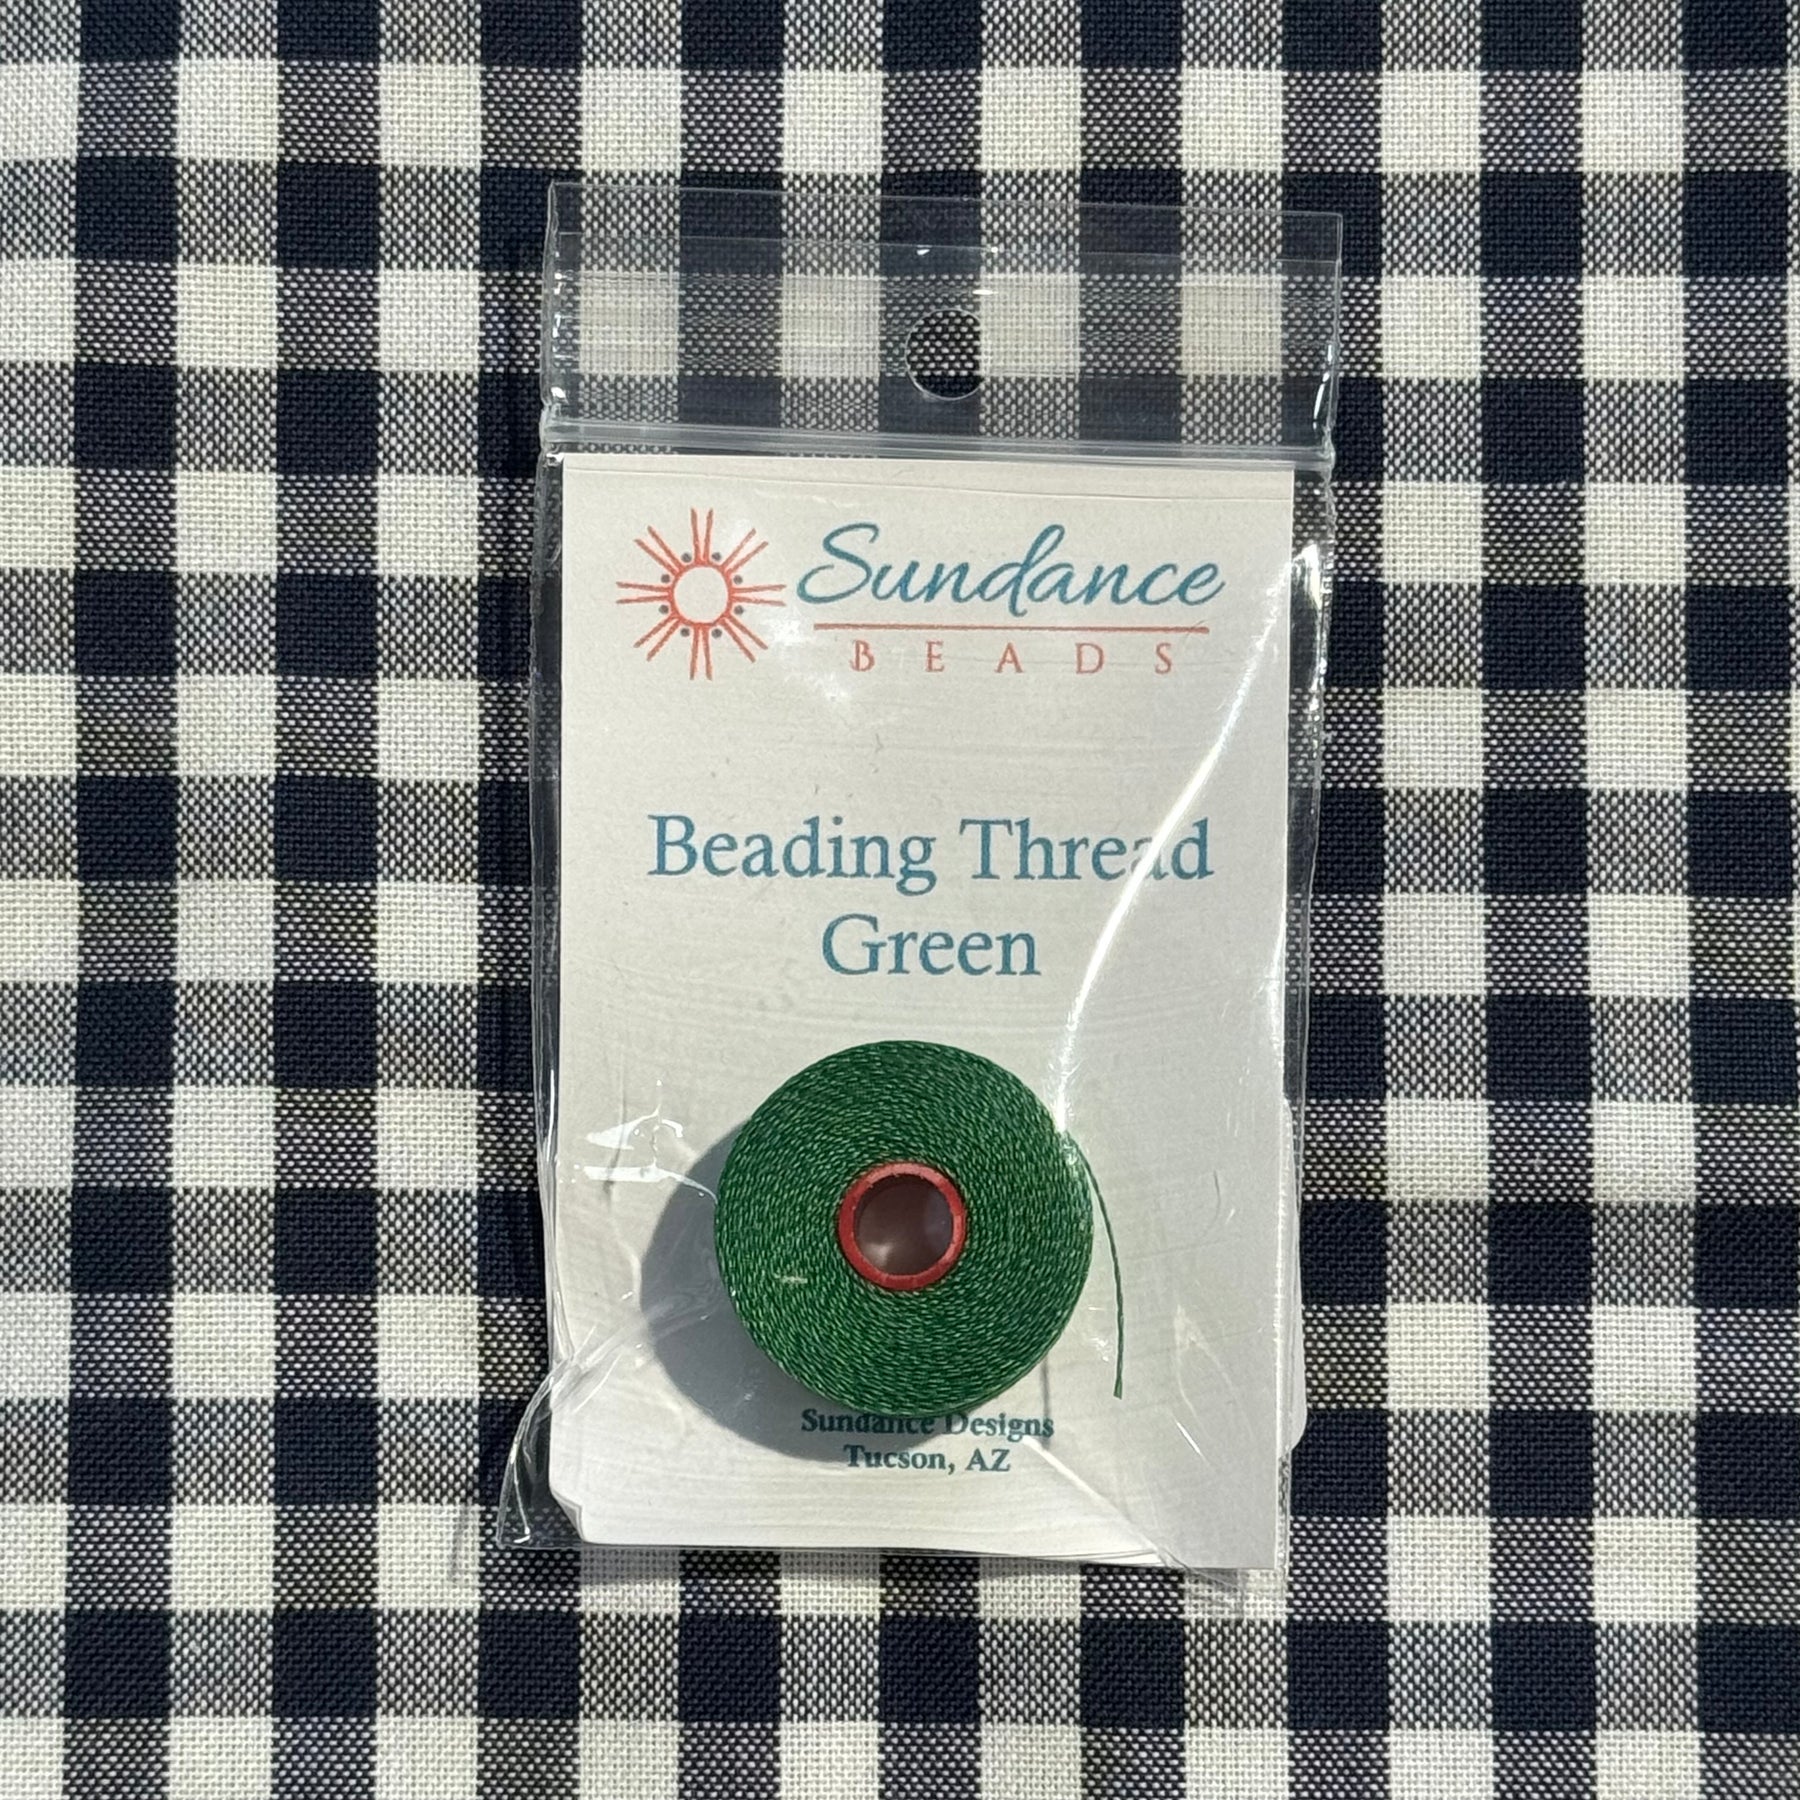 Sundance
BEADS
Beading Thread
Green
Sundance Designs
Tucson, AZ